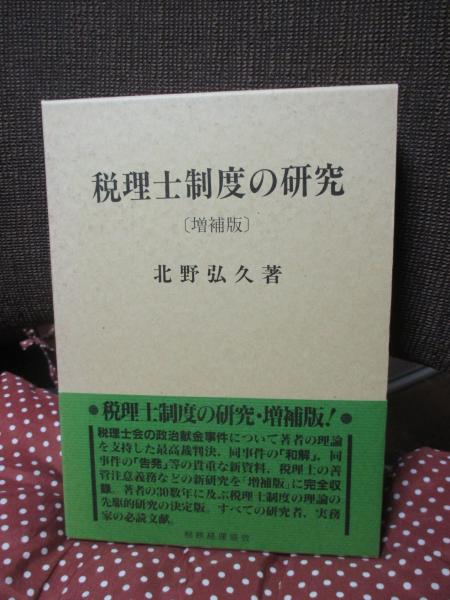 税理士制度の研究
〔増補版〕
北野弘久著
●税理士制度の研究・増補版！●
税理士会の政治献金事件について著者の理論
を支持した最高裁判決、同事件の「和解」、同
事件の「告発」等の貴重な新資料、税理士の善
管注意義務などの新研究を「増補版」に完全収
録。著者の30数年に及ぶ税理士制度の理論の
先駆的研究の決定版。すべての研究者、実務
家の必読文献。
税務経理協会